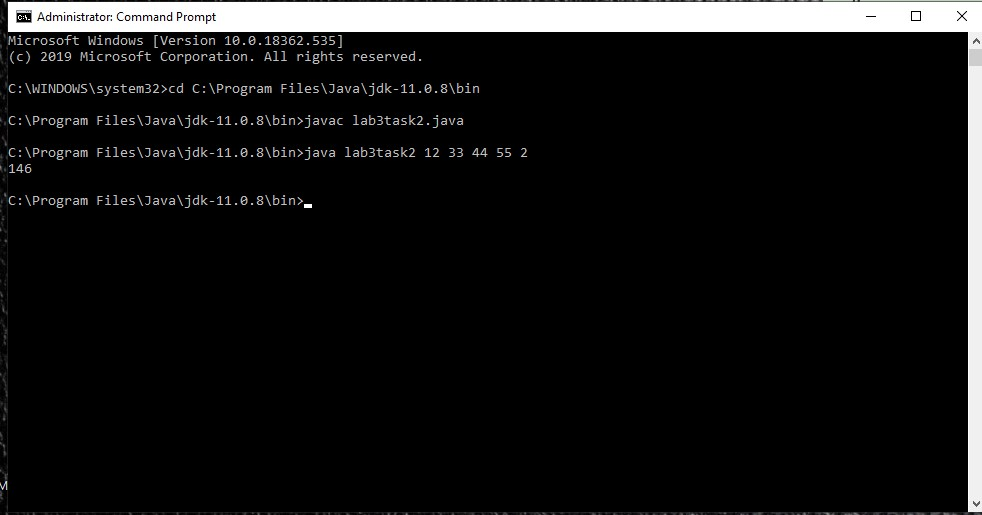 Administrator: Command Prompt
Microsoft Windows [Version 10.0.18362.535]
(c) 2019 Microsoft Corporation. All rights reserved.
C:\WINDOWS\system32>cd C:\Program Files\Java\jdk-11.0.8\bin
C:\Program Files\Java\jdk-11.0.8\bin>javac lab3task2.java
C:\Program Files\Java\jdk-11.0.8\bin>java lab3task2 12 33 44 55 2
146
C:\Program Files\Java\jdk-11.0.8\bin>
M